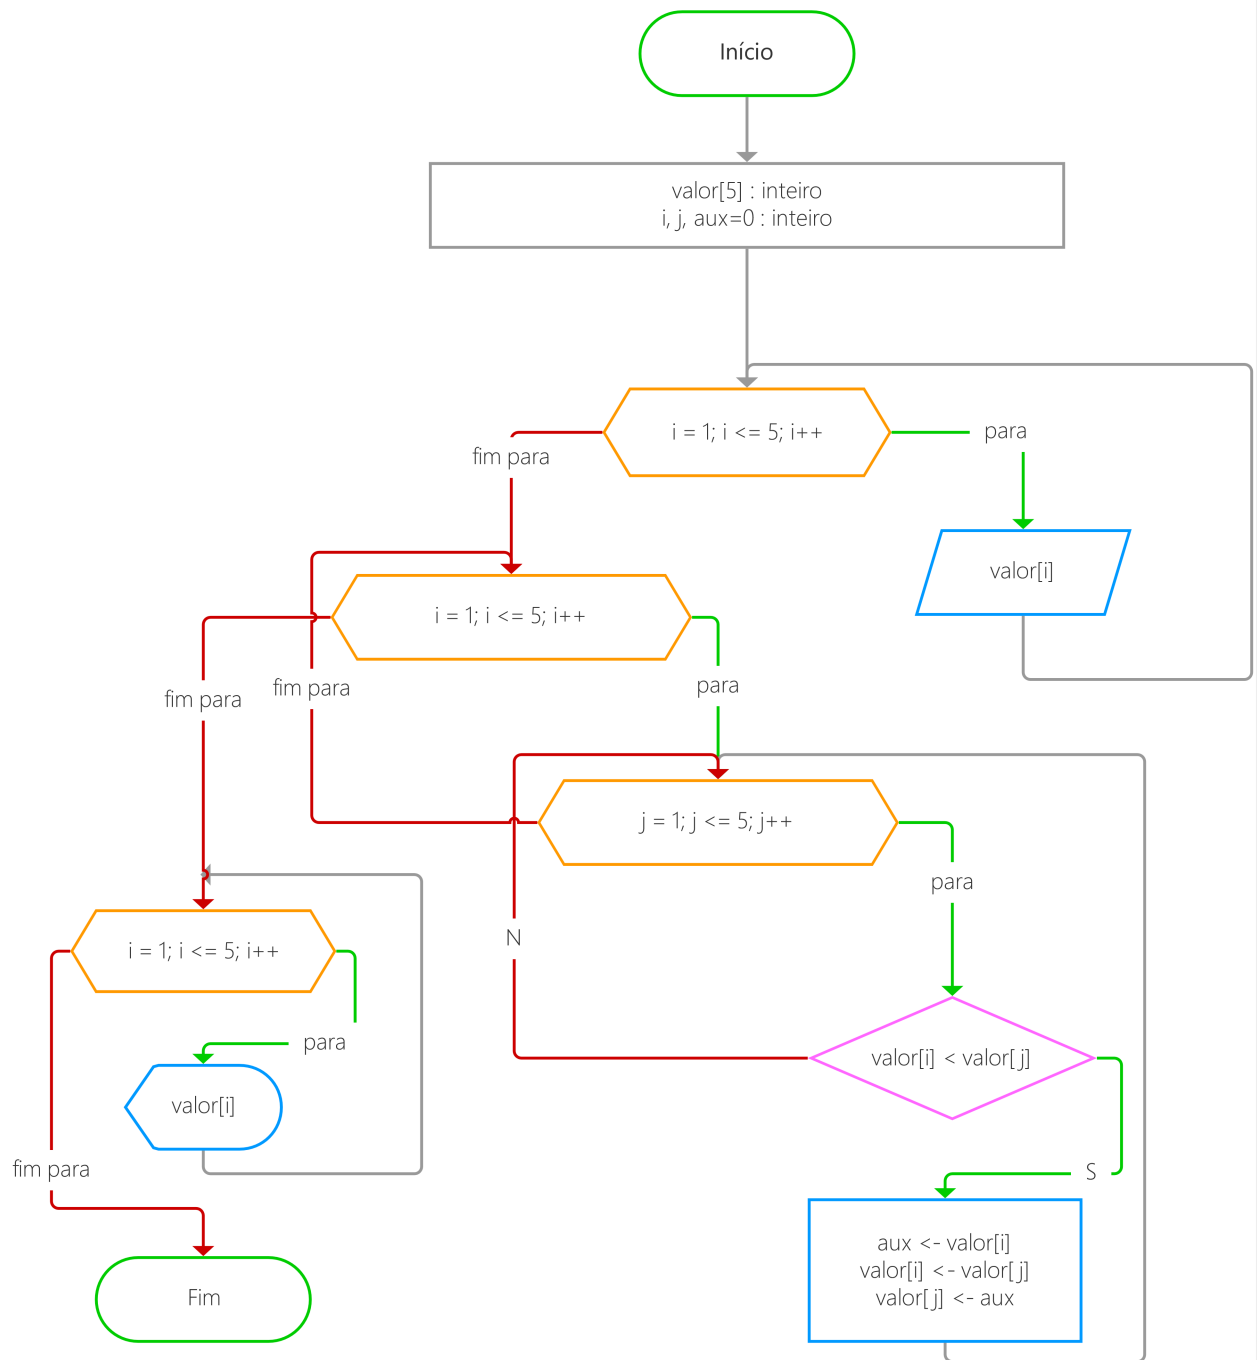 Início
valor[5] : inteiro
i, j, aux=0 : inteiro
i = 1; i <= 5; i++
para
fim para
valor[i]
i = 1; i <= 5; i++
para
fim para
fim para
j = 1; j <= 5; j++
para
N
i = 1; i <= 5; i++
para
valor[i] < valor[j]
valor[i]
fim para
S
aux <- valor[i]
valor[i] <- valor[j]
valor[j] <- aux
Fim